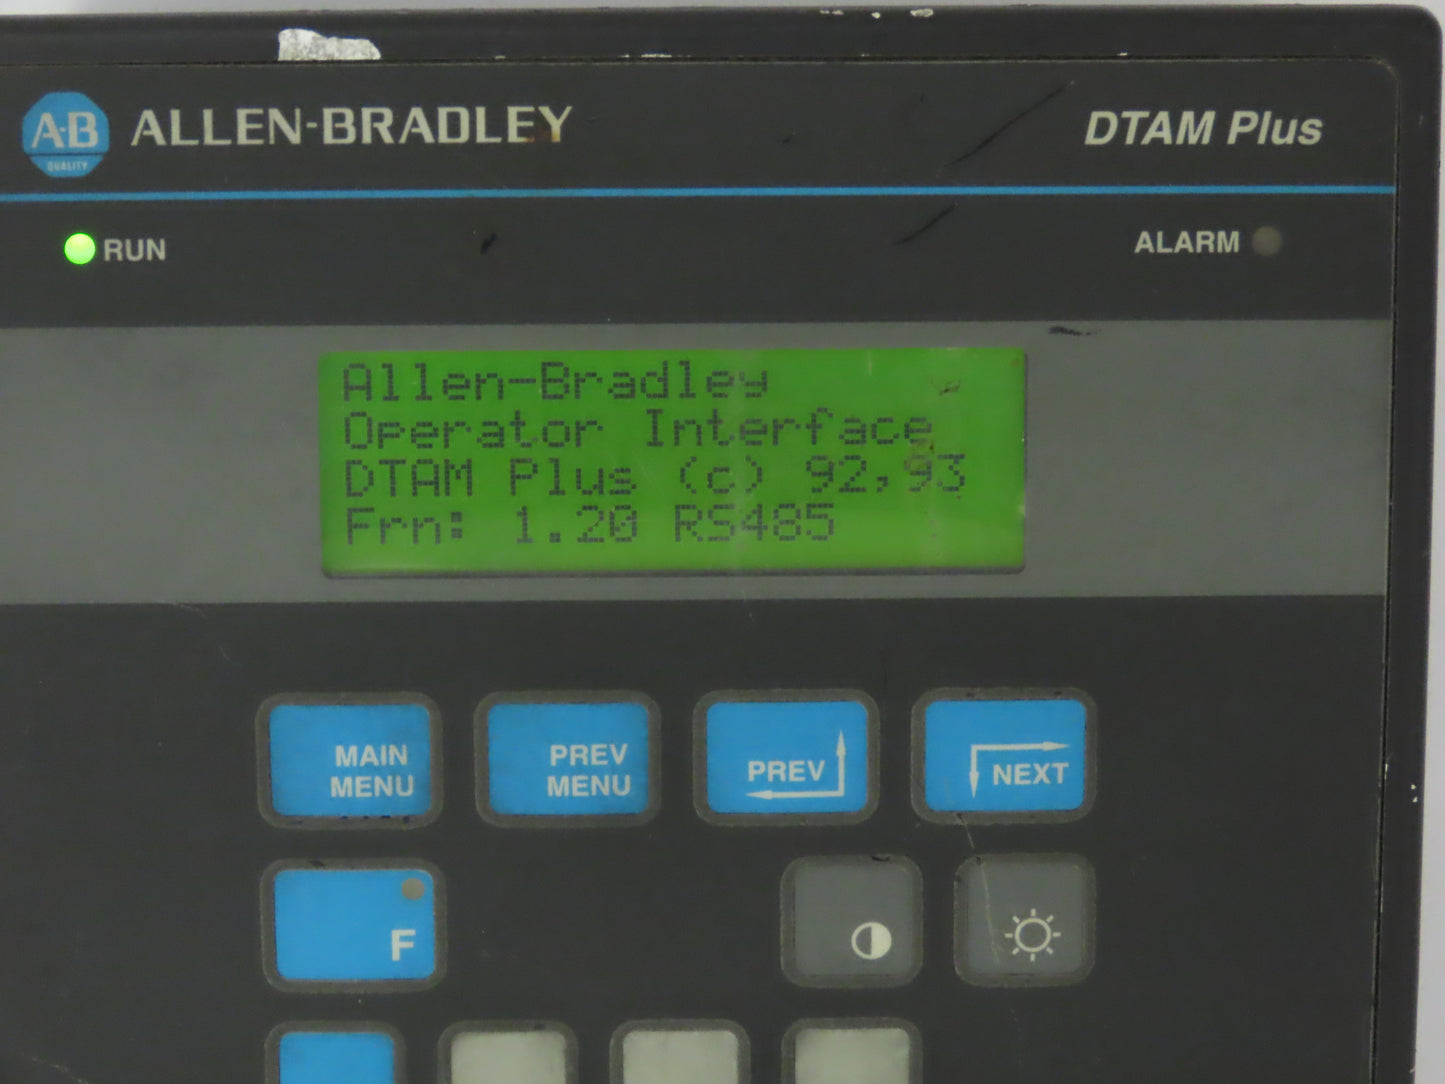 A-B
QUALITY
ALLEN-BRADLEY
DTAM Plus
RUN
ALARM
Allen-Bradley
Operator Interface
DTAM Plus (c) 92,93
Frn: 1.20 RS485
MAIN
MENU
PREV
MENU
PREV
NEXT
F